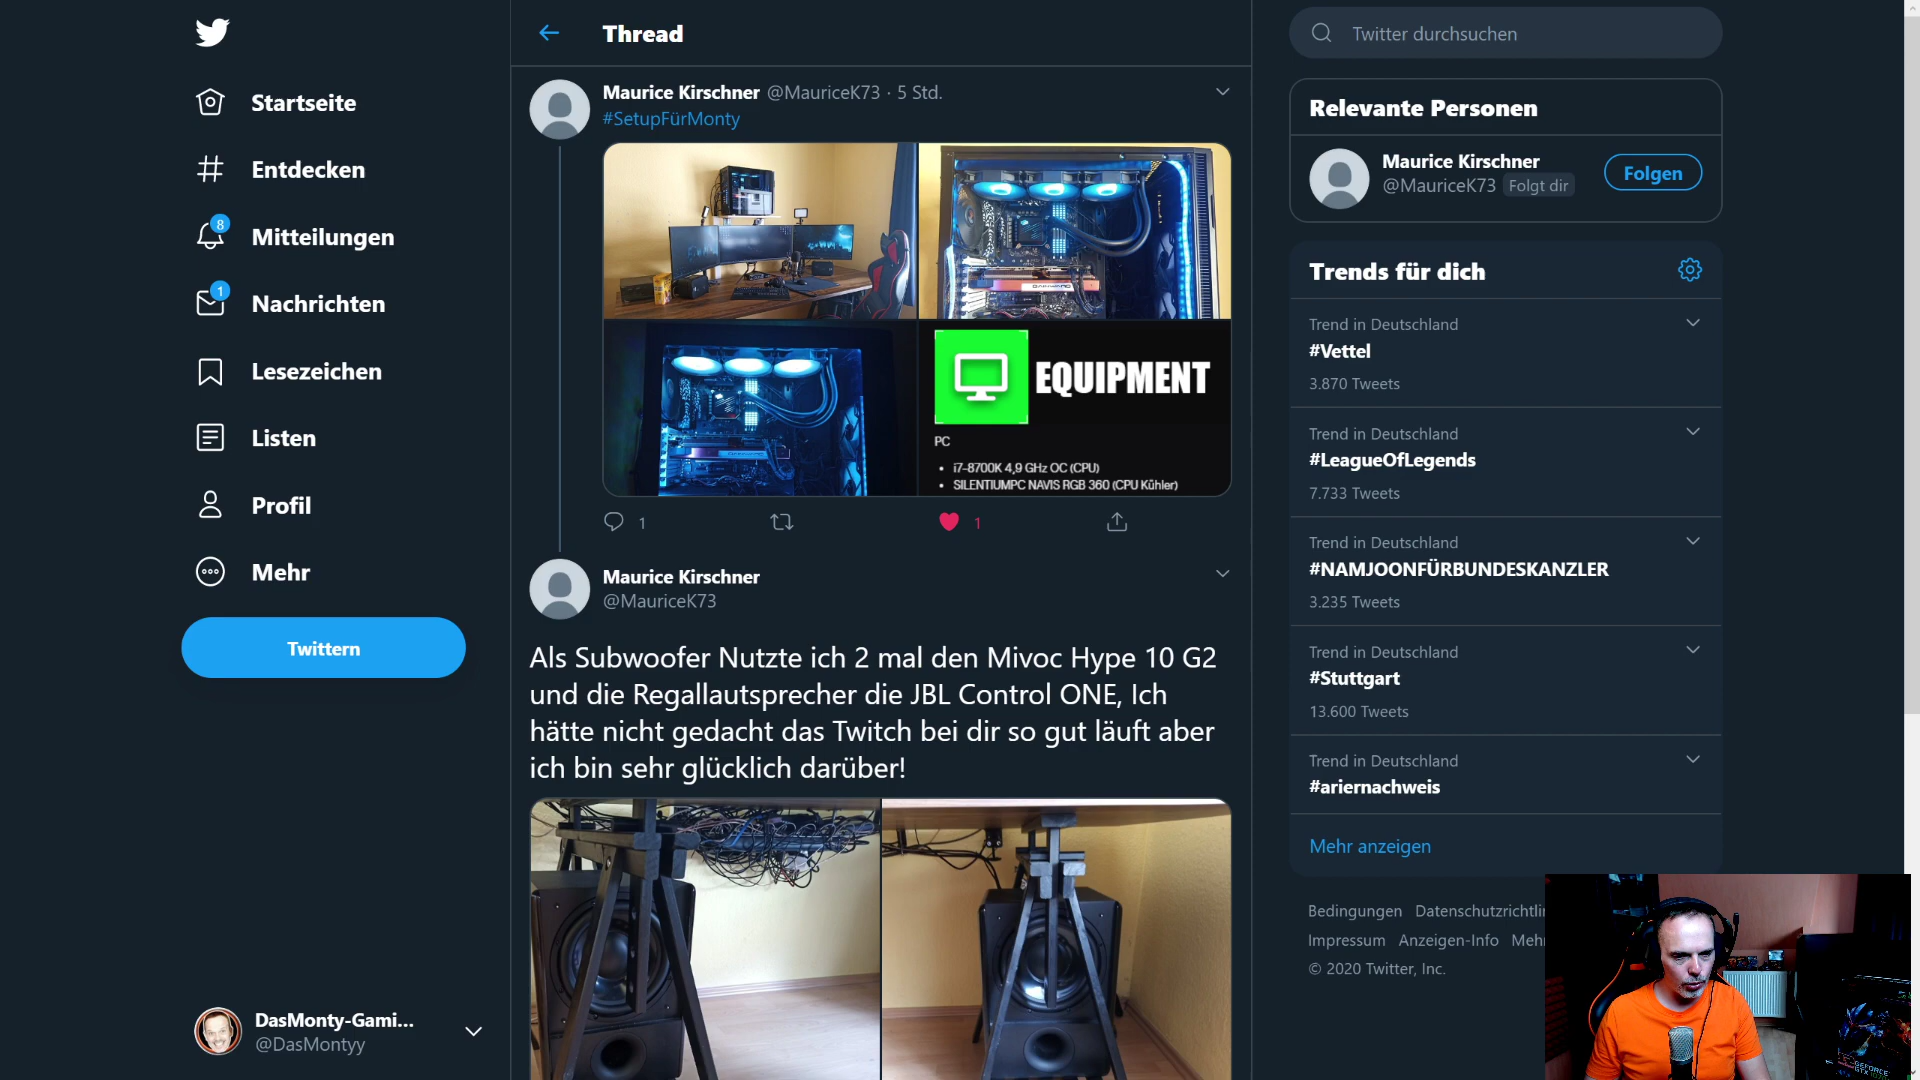 Startseite
Entdecken
8
Mitteilungen
1
Nachrichten
Lesezeichen
Listen
Profil
Mehr
Twittern
DasMonty-Gami...
@DasMontyy
Thread
Maurice Kirschner @MauriceK73 · 5 Std.
#SetupFürMonty
EQUIPMENT
PC
• i7-8700K 4,9 GHz OC (CPU)
• SILENTIUMPC NAVIS RGB 360 (CPU Kühler)
1
1
Maurice Kirschner
@MauriceK73
Als Subwoofer Nutzte ich 2 mal den Mivoc Hype 10 G2
und die Regallautsprecher die JBL Control ONE, Ich
hätte nicht gedacht das Twitch bei dir so gut läuft aber
ich bin sehr glücklich darüber!
Twitter durchsuchen
Relevante Personen
Maurice Kirschner
@MauriceK73 Folgt dir
Folgen
Trends für dich
Trend in Deutschland
#Vettel
3.870 Tweets
Trend in Deutschland
#LeagueOfLegends
7.733 Tweets
Trend in Deutschland
#NAMJOONFÜRBUNDESKANZLER
3.235 Tweets
Trend in Deutschland
#Stuttgart
13.600 Tweets
Trend in Deutschland
#ariernachweis
Mehr anzeigen
Bedingungen Datenschutzrichtlin
Impressum Anzeigen-Info Mehr
© 2020 Twitter, Inc.
GEFORCE